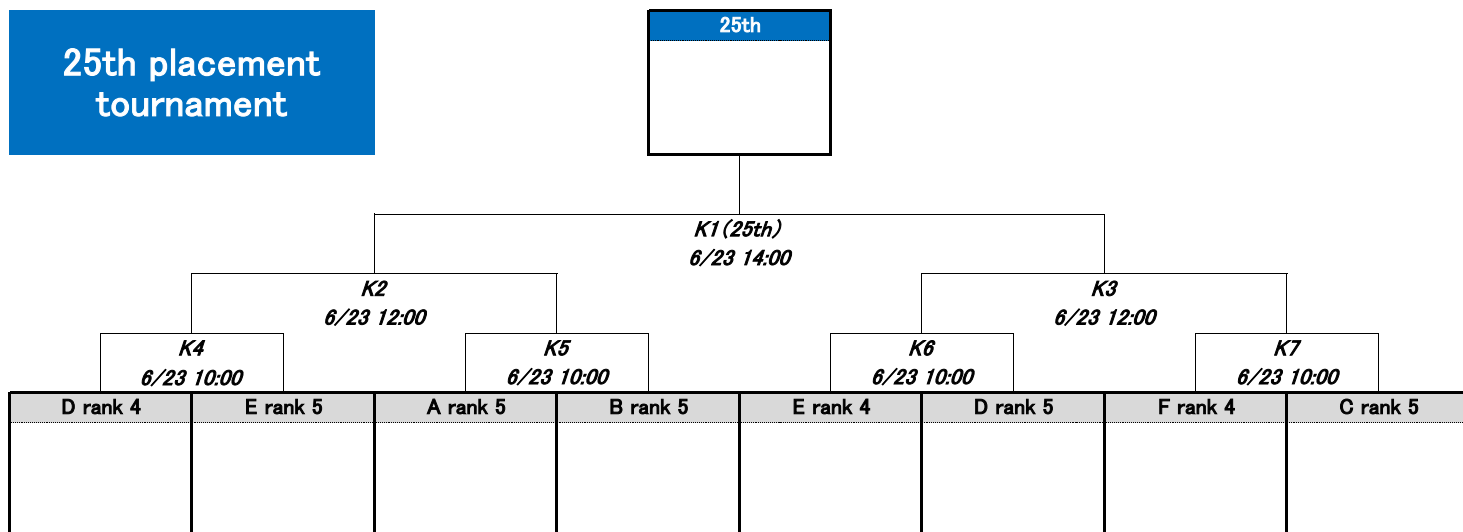 25th placement
tournament
25th
K1(25th)
6/23 14:00
K2
6/23 12:00
K3
6/23 12:00
K4
6/23 10:00
K5
6/23 10:00
K6
6/23 10:00
K7
6/23 10:00
D rank 4
E rank 5
A rank 5
B rank 5
E rank 4
D rank 5
F rank 4
C rank 5